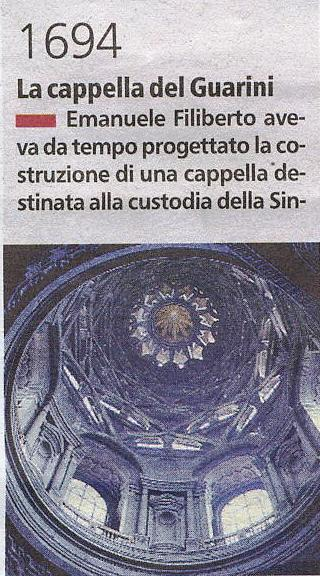 1694
La cappella del Guarini
Emanuele Filiberto ave-
va da tempo progettato la co-
struzione di una cappella de-
stinata alla custodia della Sin-